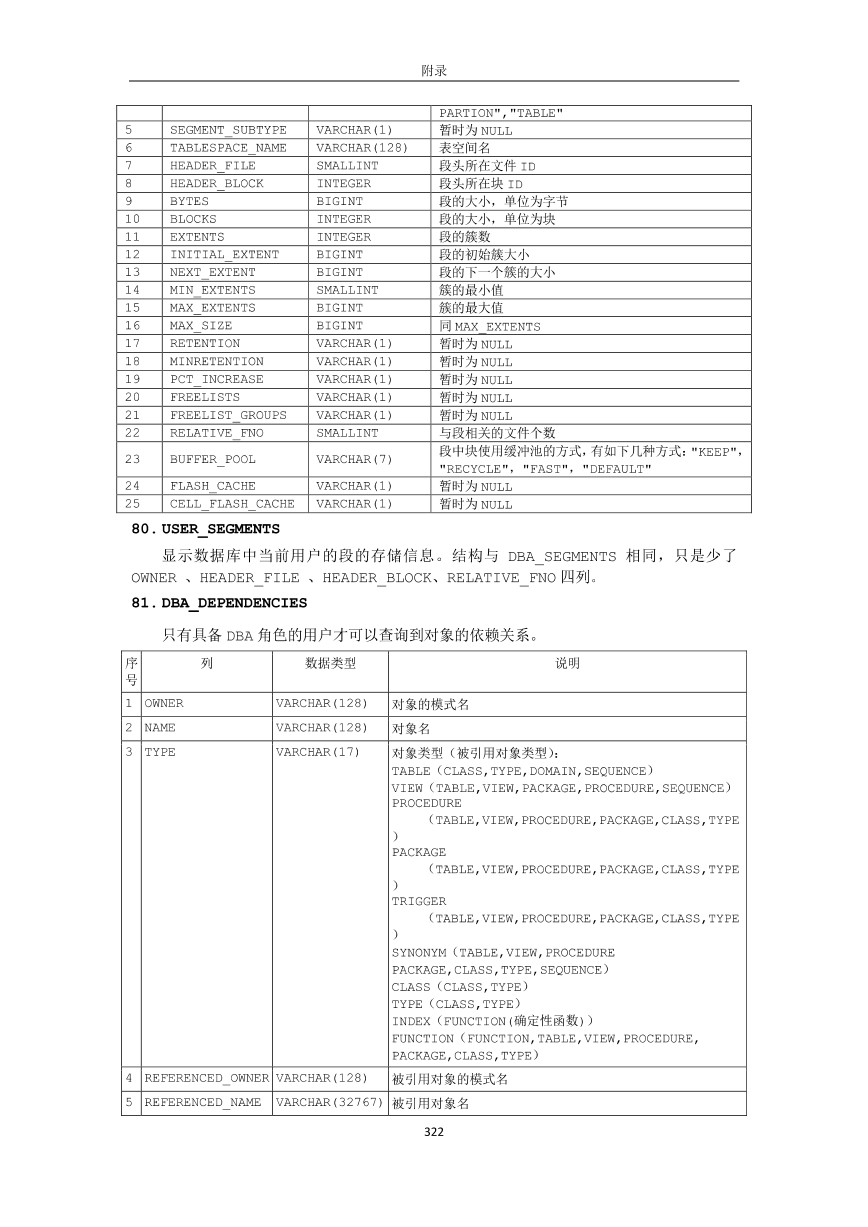 附录
PARTION","TABLE"
5 SEGMENT_SUBTYPE VARCHAR(1) 暂时为 NULL
6 TABLESPACE_NAME VARCHAR(128) 表空间名
7 HEADER_FILE SMALLINT 段头所在文件 ID
8 HEADER_BLOCK INTEGER 段头所在块 ID
9 BYTES BIGINT 段的大小，单位为字节
10 BLOCKS INTEGER 段的大小，单位为块
11 EXTENTS INTEGER 段的簇数
12 INITIAL_EXTENT BIGINT 段的初始簇大小
13 NEXT_EXTENT BIGINT 段的下一个簇的大小
14 MIN_EXTENTS SMALLINT 簇的最小值
15 MAX_EXTENTS BIGINT 簇的最大值
16 MAX_SIZE BIGINT 同 MAX_EXTENTS
17 RETENTION VARCHAR(1) 暂时为 NULL
18 MINRETENTION VARCHAR(1) 暂时为 NULL
19 PCT_INCREASE VARCHAR(1) 暂时为 NULL
20 FREELISTS VARCHAR(1) 暂时为 NULL
21 FREELIST_GROUPS VARCHAR(1) 暂时为 NULL
22 RELATIVE_FNO SMALLINT 与段相关的文件个数
23 BUFFER_POOL VARCHAR(7) 段中块使用缓冲池的方式，有如下几种方式："KEEP"，
"RECYCLE"，"FAST"，"DEFAULT"
24 FLASH_CACHE VARCHAR(1) 暂时为 NULL
25 CELL_FLASH_CACHE VARCHAR(1) 暂时为 NULL
80. USER_SEGMENTS
显示数据库中当前用户的段的存储信息。结构与 DBA_SEGMENTS 相同，只是少了
OWNER 、HEADER_FILE 、HEADER_BLOCK、RELATIVE_FNO 四列。
81. DBA_DEPENDENCIES
只有具备 DBA 角色的用户才可以查询到对象的依赖关系。
序号 列 数据类型 说明
1 OWNER VARCHAR(128) 对象的模式名
2 NAME VARCHAR(128) 对象名
3 TYPE VARCHAR(17) 对象类型（被引用对象类型）：
TABLE（CLASS,TYPE,DOMAIN,SEQUENCE）
VIEW（TABLE,VIEW,PACKAGE,PROCEDURE,SEQUENCE）
PROCEDURE
（TABLE,VIEW,PROCEDURE,PACKAGE,CLASS,TYPE
）
PACKAGE
（TABLE,VIEW,PROCEDURE,PACKAGE,CLASS,TYPE
）
TRIGGER
（TABLE,VIEW,PROCEDURE,PACKAGE,CLASS,TYPE
）
SYNONYM（TABLE,VIEW,PROCEDURE
PACKAGE,CLASS,TYPE,SEQUENCE）
CLASS（CLASS,TYPE）
TYPE（CLASS,TYPE）
INDEX（FUNCTION(确定性函数)）
FUNCTION（FUNCTION,TABLE,VIEW,PROCEDURE,
PACKAGE,CLASS,TYPE）
4 REFERENCED_OWNER VARCHAR(128) 被引用对象的模式名
5 REFERENCED_NAME VARCHAR(32767) 被引用对象名
322